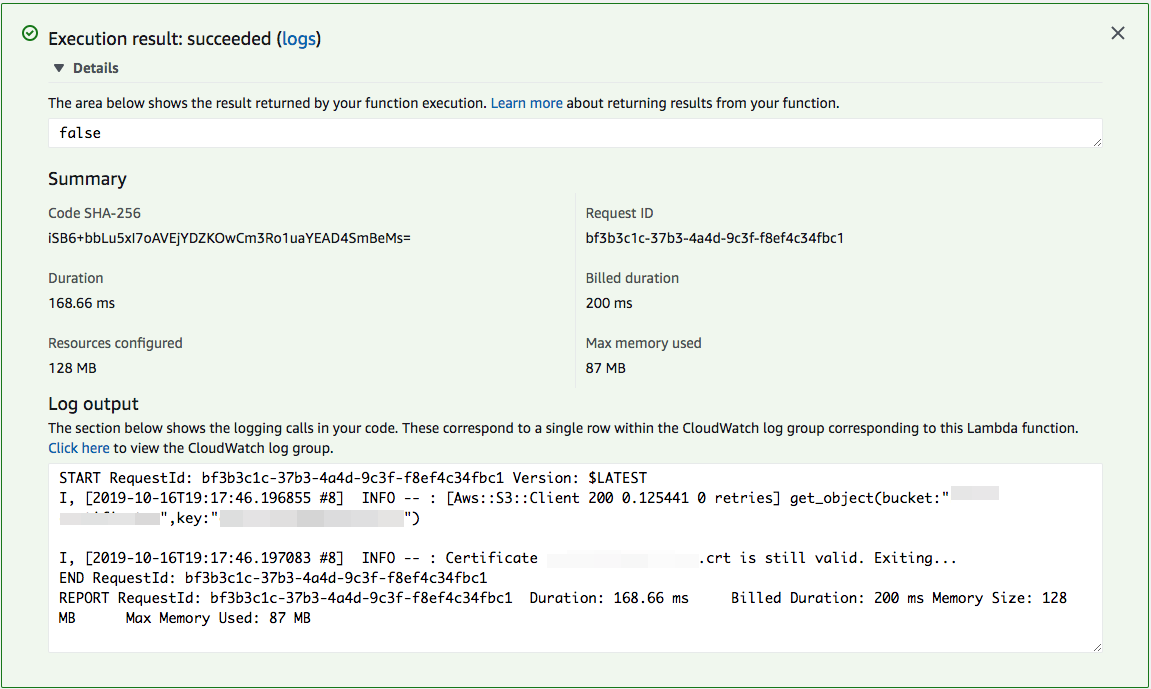 Execution result: succeeded (logs)
Details
The area below shows the result returned by your function execution. Learn more about returning results from your function.
false
Summary
Code SHA-256
iSB6+bbLu5xI7oAVEjYDZKOwCm3Ro1uaYEAD4SmBeMs=
Request ID
bf3b3c1c-37b3-4a4d-9c3f-f8ef4c34fbc1
Duration
168.66 ms
Billed duration
200 ms
Resources configured
128 MB
Max memory used
87 MB
Log output
The section below shows the logging calls in your code. These correspond to a single row within the CloudWatch log group corresponding to this Lambda function.
Click here to view the CloudWatch log group.
START RequestId: bf3b3c1c-37b3-4a4d-9c3f-f8ef4c34fbc1 Version: $LATEST
I, [2019-10-16T19:17:46.196855 #8]  INFO -- : [Aws::S3::Client 200 0.125441 0 retries] get_object(bucket:"
",key:" ")
I, [2019-10-16T19:17:46.197083 #8]  INFO -- : Certificate .crt is still valid. Exiting...
END RequestId: bf3b3c1c-37b3-4a4d-9c3f-f8ef4c34fbc1
REPORT RequestId: bf3b3c1c-37b3-4a4d-9c3f-f8ef4c34fbc1  Duration: 168.66 ms     Billed Duration: 200 ms Memory Size: 128
MB      Max Memory Used: 87 MB